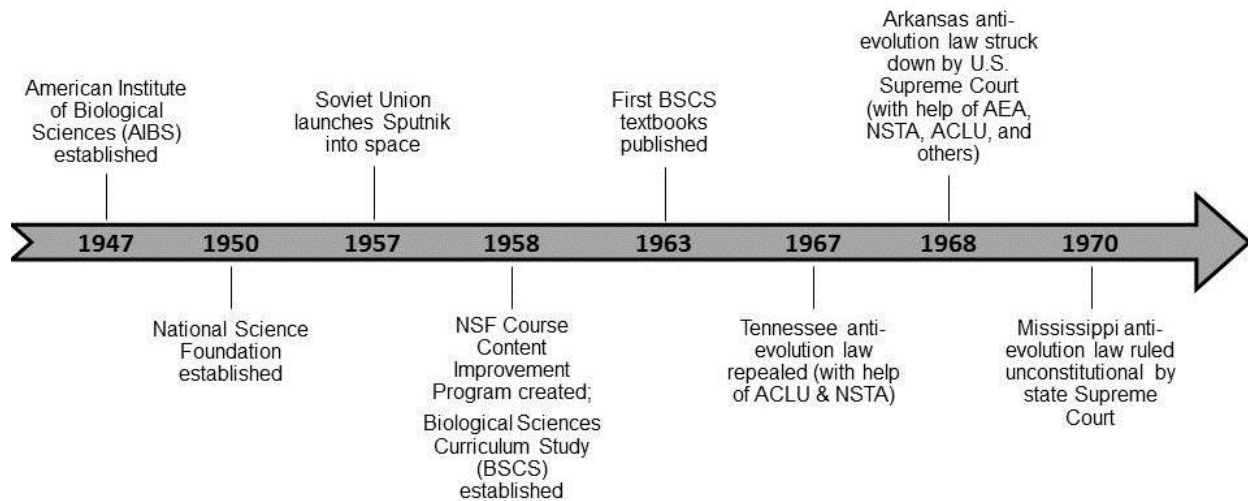 American Institute
of Biological
Sciences (AIBS)
established
Soviet Union
launches Sputnik
into space
First BSCS
textbooks
published
Arkansas anti-
evolution law struck
down by U.S.
Supreme Court
(with help of AEA,
NSTA, ACLU, and
others)
1947 1950 1957 1958 1963 1967 1968 1970
National Science
Foundation
established
NSF Course
Content
Improvement
Program created;
Biological Sciences
Curriculum Study
(BSCS)
established
Tennessee anti-
evolution law
repealed (with help
of ACLU & NSTA)
Mississippi anti-
evolution law ruled
unconstitutional by
state Supreme
Court